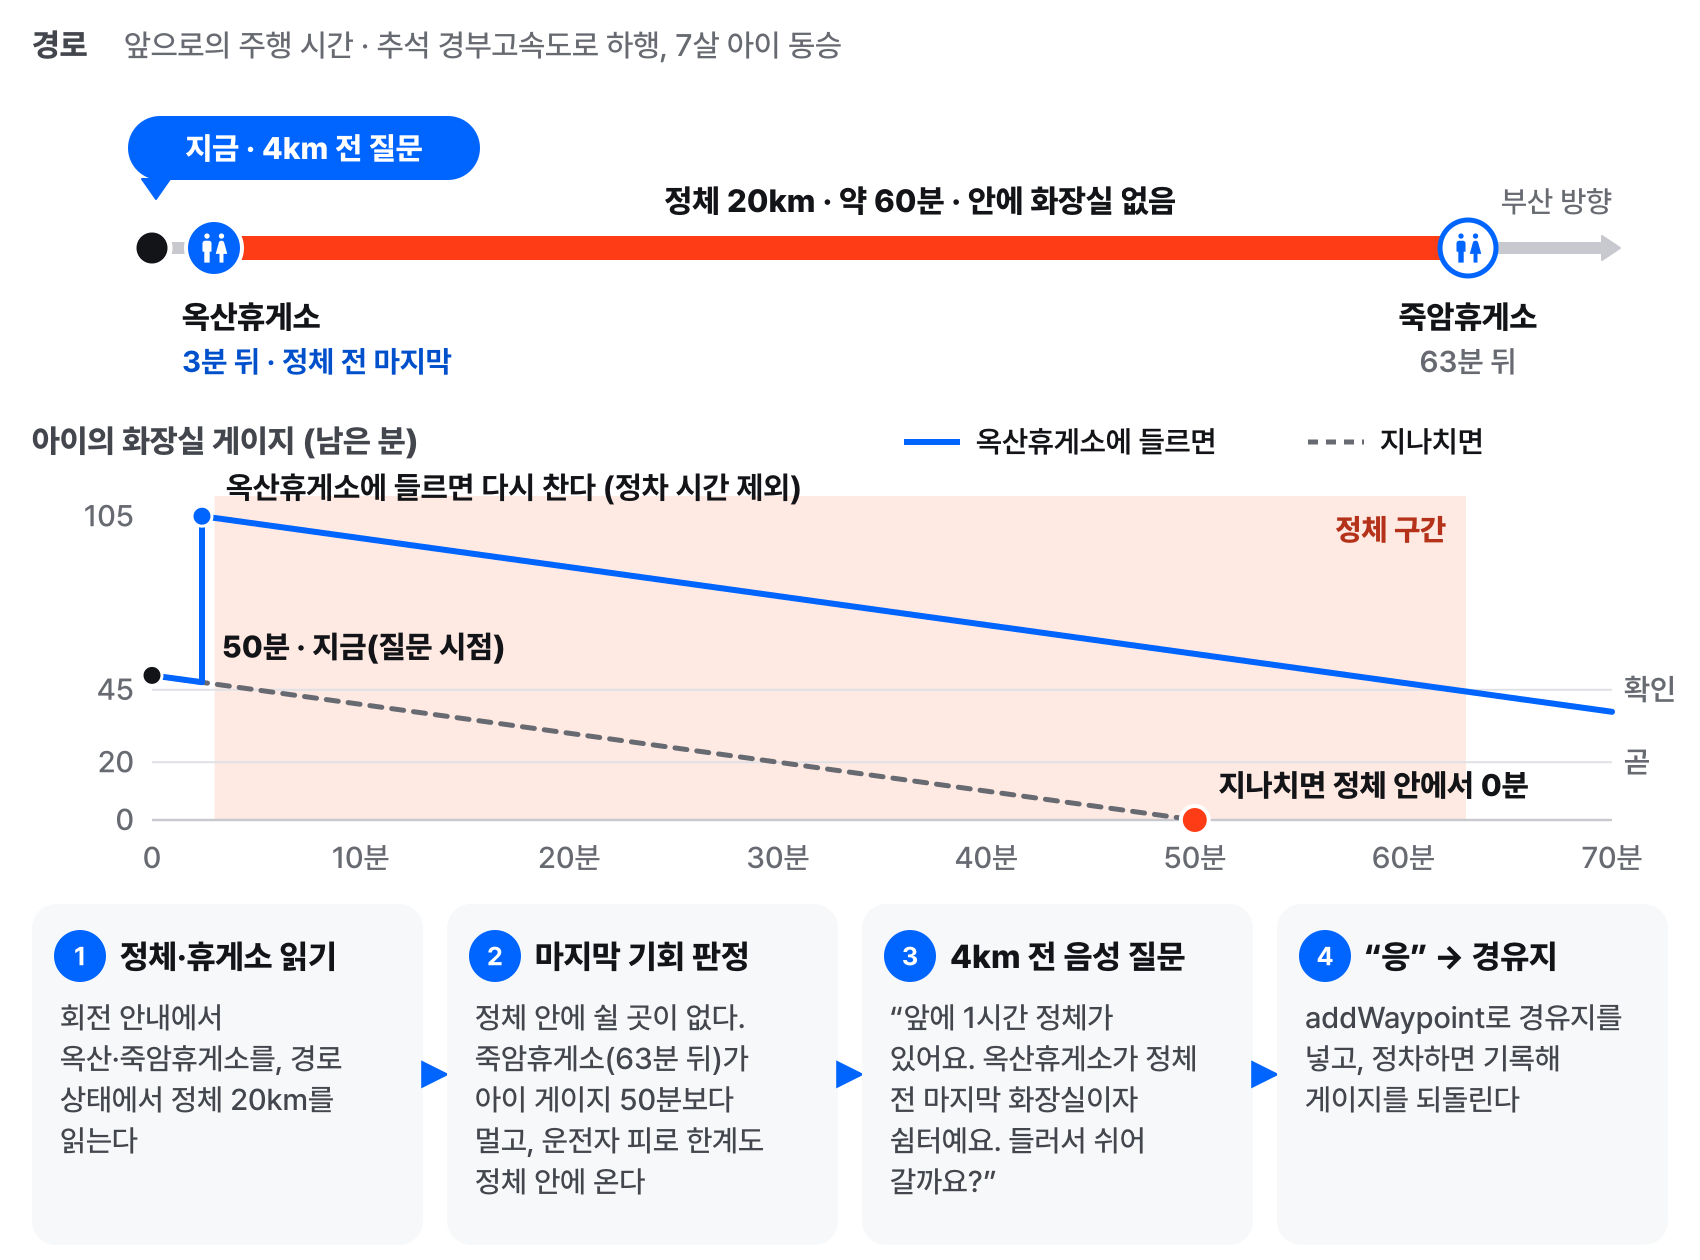 경로 앞으로의 주행 시간 · 추석 경부고속도로 하행, 7살 아이 동승
지금 · 4km 전 질문
정체 20km · 약 60분 · 안에 화장실 없음
부산 방향
옥산휴게소
3분 뒤 · 정체 전 마지막
죽암휴게소
63분 뒤
아이의 화장실 게이지 (남은 분)
옥산휴게소에 들르면
지나치면
옥산휴게소에 들르면 다시 찬다 (정차 시간 제외)
105
정체 구간
50분 · 지금(질문 시점)
45
확인
20
곧
지나치면 정체 안에서 0분
0
0 10분 20분 30분 40분 50분 60분 70분
1 정체·휴게소 읽기
회전 안내에서
옥산·죽암휴게소를, 경로
상태에서 정체 20km를
읽는다
2 마지막 기회 판정
정체 안에 쉴 곳이 없다.
죽암휴게소(63분 뒤)가
아이 게이지 50분보다
멀고, 운전자 피로 한계도
정체 안에 온다
3 4km 전 음성 질문
“앞에 1시간 정체가
있어요. 옥산휴게소가 정체
전 마지막 화장실이자
쉼터예요. 들러서 쉬어
갈까요?”
4 “응” → 경유지
addWaypoint로 경유지를
넣고, 정차하면 기록해
게이지를 되돌린다